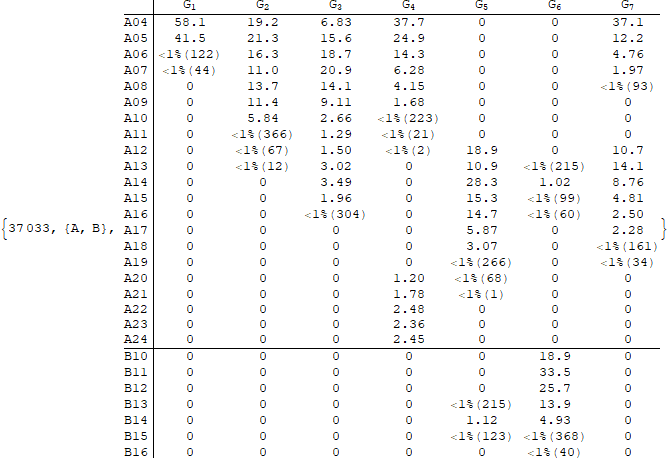 G1 G2 G3 G4 G5 G6 G7
A04 58.1 19.2 6.83 37.7 0 0 37.1
A05 41.5 21.3 15.6 24.9 0 0 12.2
A06 <1%(122) 16.3 18.7 14.3 0 0 4.76
A07 <1%(44) 11.0 20.9 6.28 0 0 1.97
A08 0 13.7 14.1 4.15 0 0 <1%(93)
A09 0 11.4 9.11 1.68 0 0 0
A10 0 5.84 2.66 <1%(223) 0 0 0
A11 0 <1%(366) 1.29 <1%(21) 0 0 0
A12 0 <1%(67) 1.50 <1%(2) 18.9 0 10.7
A13 0 <1%(12) 3.02 0 10.9 <1%(215) 14.1
A14 0 0 3.49 0 28.3 1.02 8.76
A15 0 0 1.96 0 15.3 <1%(99) 4.81
A16 0 0 <1%(304) 0 14.7 <1%(60) 2.50
{37033, {A, B}, A17 0 0 0 0 5.87 0 2.28 }
A18 0 0 0 0 3.07 0 <1%(161)
A19 0 0 0 0 <1%(266) 0 <1%(34)
A20 0 0 0 1.20 <1%(68) 0 0
A21 0 0 0 1.78 <1%(1) 0 0
A22 0 0 0 2.48 0 0 0
A23 0 0 0 2.36 0 0 0
A24 0 0 0 2.45 0 0 0
B10 0 0 0 0 0 18.9 0
B11 0 0 0 0 0 33.5 0
B12 0 0 0 0 0 25.7 0
B13 0 0 0 0 <1%(215) 13.9 0
B14 0 0 0 0 1.12 4.93 0
B15 0 0 0 0 <1%(123) <1%(368) 0
B16 0 0 0 0 0 <1%(40) 0